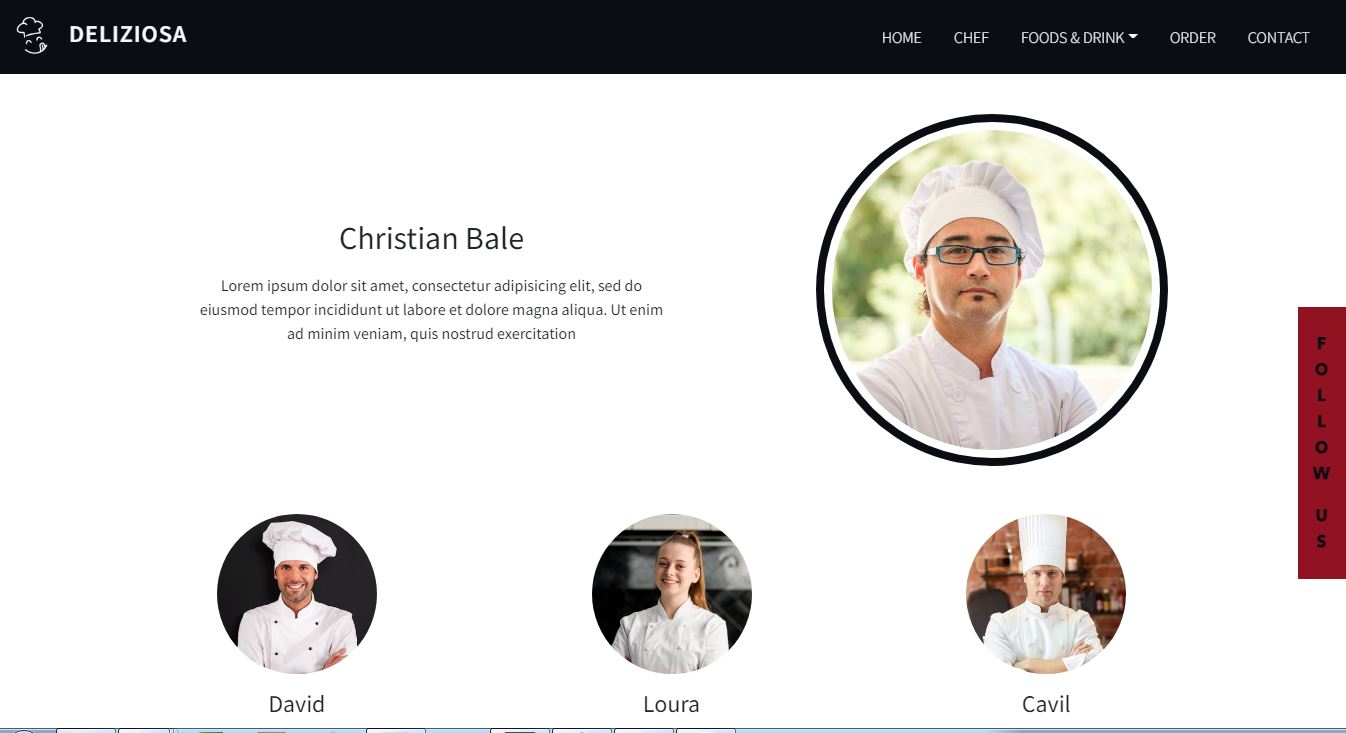 DELIZIOSA
HOME CHEF FOODS & DRINK ORDER CONTACT
Christian Bale
Lorem ipsum dolor sit amet, consectetur adipisicing elit, sed do
eiusmod tempor incididunt ut labore et dolore magna aliqua. Ut enim
ad minim veniam, quis nostrud exercitation
FOLLOW US
David Loura Cavil